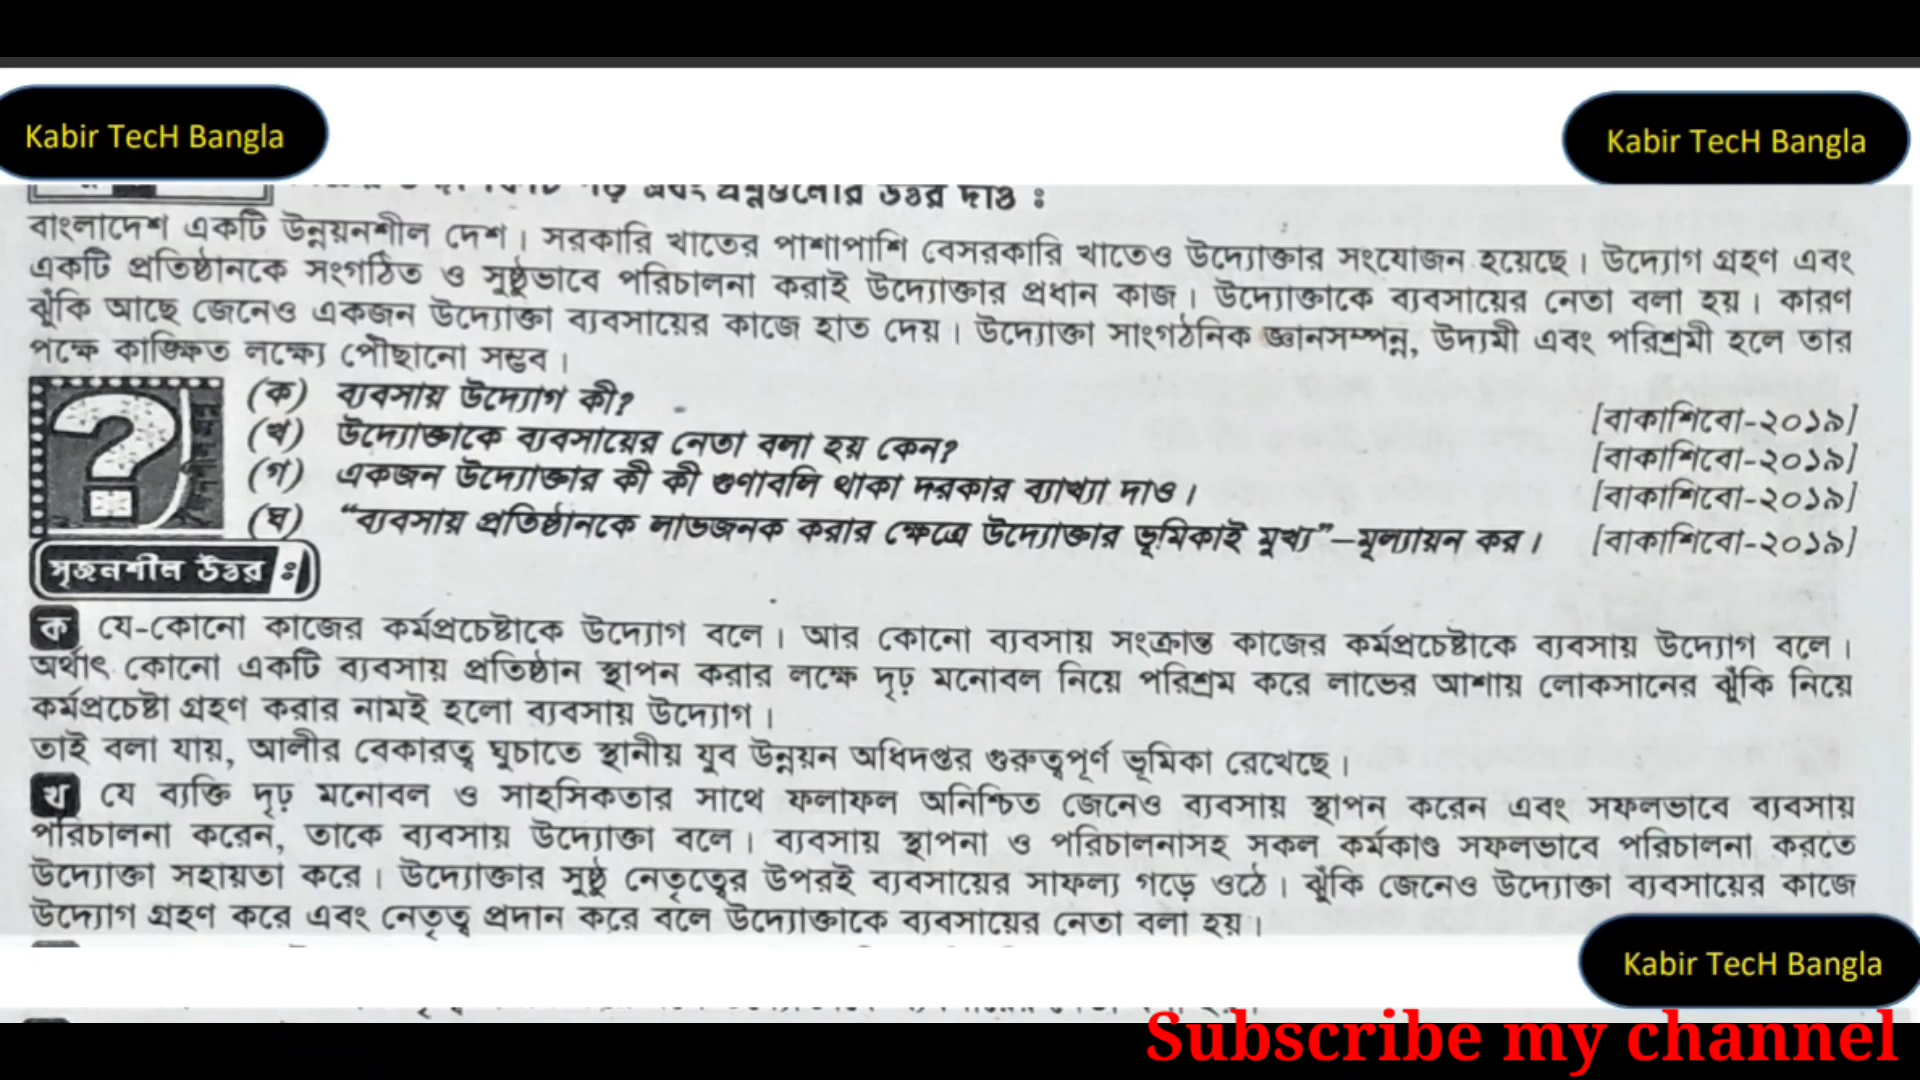 Kabir TecH Bangla
Kabir TecH Bangla
এবং প্রশ্নগুলোর উত্তর দাও :
বাংলাদেশ একটি উন্নয়নশীল দেশ। সরকারি খাতের পাশাপাশি বেসরকারি খাতেও উদ্যোক্তার সংযোজন হয়েছে। উদ্যোগ গ্রহণ এবং
একটি প্রতিষ্ঠানকে সংগঠিত ও সুষ্ঠুভাবে পরিচালনা করাই উদ্যোক্তার প্রধান কাজ। উদ্যোক্তাকে ব্যবসায়ের নেতা বলা হয়। কারণ
ঝুঁকি আছে জেনেও একজন উদ্যোক্তা ব্যবসায়ের কাজে হাত দেয়। উদ্যোক্তা সাংগঠনিক জ্ঞানসম্পন্ন, উদ্যমী এবং পরিশ্রমী হলে তার
পক্ষে কাঙ্ক্ষিত লক্ষ্যে পৌঁছানো সম্ভব।
(ক) ব্যবসায় উদ্যোগ কী? [বাকাশিবো-২০১৯]
(খ) উদ্যোক্তাকে ব্যবসায়ের নেতা বলা হয় কেন? [বাকাশিবো-২০১৯]
(গ) একজন উদ্যোক্তার কী কী গুণাবলি থাকা দরকার ব্যাখ্যা দাও। [বাকাশিবো-২০১৯]
(ঘ) “ব্যবসায় প্রতিষ্ঠানকে লাভজনক করার ক্ষেত্রে উদ্যোক্তার ভূমিকাই মুখ্য”–মূল্যায়ন কর। [বাকাশিবো-২০১৯]
সৃজনশীল উত্তর :
ক যে-কোনো কাজের কর্মপ্রচেষ্টাকে উদ্যোগ বলে। আর কোনো ব্যবসায় সংক্রান্ত কাজের কর্মপ্রচেষ্টাকে ব্যবসায় উদ্যোগ বলে।
অর্থাৎ কোনো একটি ব্যবসায় প্রতিষ্ঠান স্থাপন করার লক্ষে দৃঢ় মনোবল নিয়ে পরিশ্রম করে লাভের আশায় লোকসানের ঝুঁকি নিয়ে
কর্মপ্রচেষ্টা গ্রহণ করার নামই হলো ব্যবসায় উদ্যোগ।
তাই বলা যায়, আলীর বেকারত্ব ঘুচাতে স্থানীয় যুব উন্নয়ন অধিদপ্তর গুরুত্বপূর্ণ ভূমিকা রেখেছে।
খ যে ব্যক্তি দৃঢ় মনোবল ও সাহসিকতার সাথে ফলাফল অনিশ্চিত জেনেও ব্যবসায় স্থাপন করেন এবং সফলভাবে ব্যবসায়
পরিচালনা করেন, তাকে ব্যবসায় উদ্যোক্তা বলে। ব্যবসায় স্থাপনা ও পরিচালনাসহ সকল কর্মকাণ্ড সফলভাবে পরিচালনা করতে
উদ্যোক্তা সহায়তা করে। উদ্যোক্তার সুষ্ঠু নেতৃত্বের উপরই ব্যবসায়ের সাফল্য গড়ে ওঠে। ঝুঁকি জেনেও উদ্যোক্তা ব্যবসায়ের কাজে
উদ্যোগ গ্রহণ করে এবং নেতৃত্ব প্রদান করে বলে উদ্যোক্তাকে ব্যবসায়ের নেতা বলা হয়।
Kabir TecH Bangla
Subscribe my channel